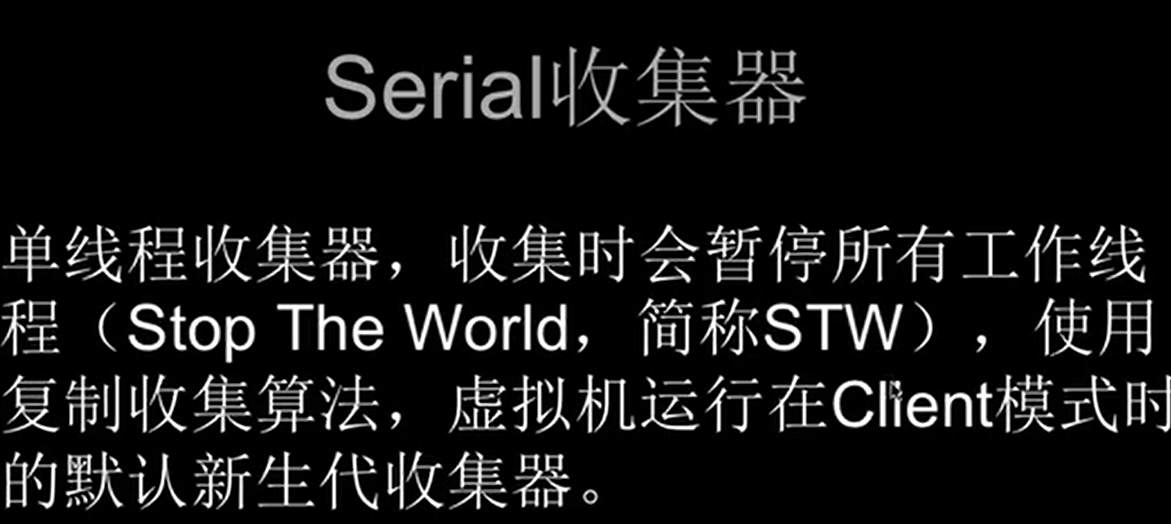 Serial收集器
单线程收集器，收集时会暂停所有工作线
程（Stop The World，简称STW），使用
复制收集算法，虚拟机运行在Client模式时
的默认新生代收集器。